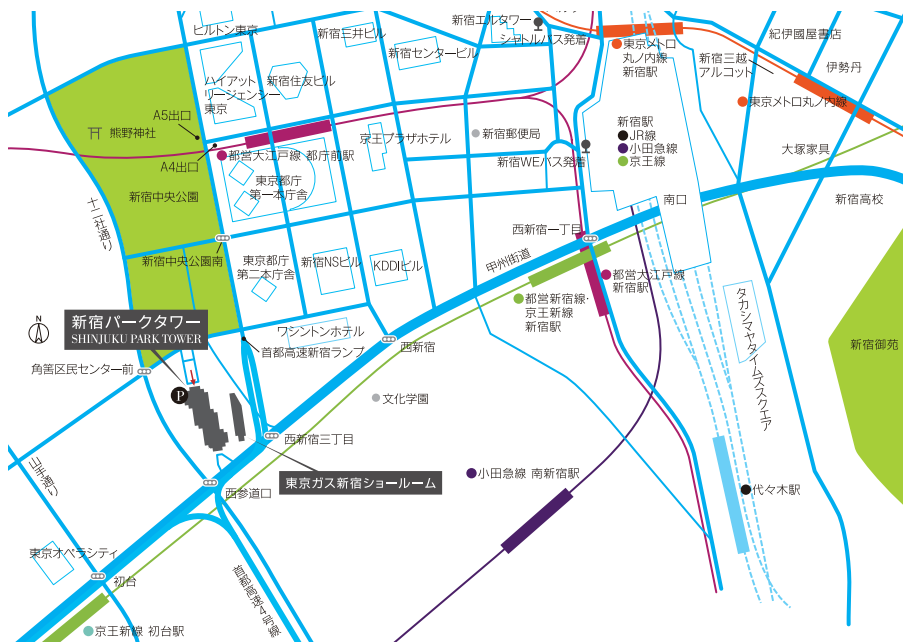 ビルトン東京
新宿三井ビル
新宿エルタワー
シャトルバス発着
新宿センタービル
東京メトロ
丸ノ内線
新宿駅
新宿三越
アルコット
紀伊國屋書店
伊勢丹
ハイアット
リージェンシー
東京
新宿住友ビル
A5出口
熊野神社
東京メトロ丸ノ内線
京王プラザホテル
新宿郵便局
新宿駅
JR線
小田急線
京王線
大塚家具
A4出口
都営大江戸線 都庁前駅
新宿WEバス発着
東京都庁
第一本庁舎
新宿中央公園
南口
新宿高校
十二社通り
西新宿一丁目
新宿中央公園南
東京都庁
第二本庁舎
新宿NSビル
KDDIビル
甲州街道
都営大江戸線
新宿駅
都営新宿線・
京王新線
新宿駅
タカシマヤタイムズスクエア
N
新宿パークタワー
SHINJUKU PARK TOWER
ワシントンホテル
首都高速新宿ランプ
西新宿
新宿御苑
角筈区民センター前
P
文化学園
西新宿三丁目
山手通り
東京ガス新宿ショールーム
小田急線 南新宿駅
西参道口
代々木駅
東京オペラシティ
初台
首都高速4号線
京王新線 初台駅